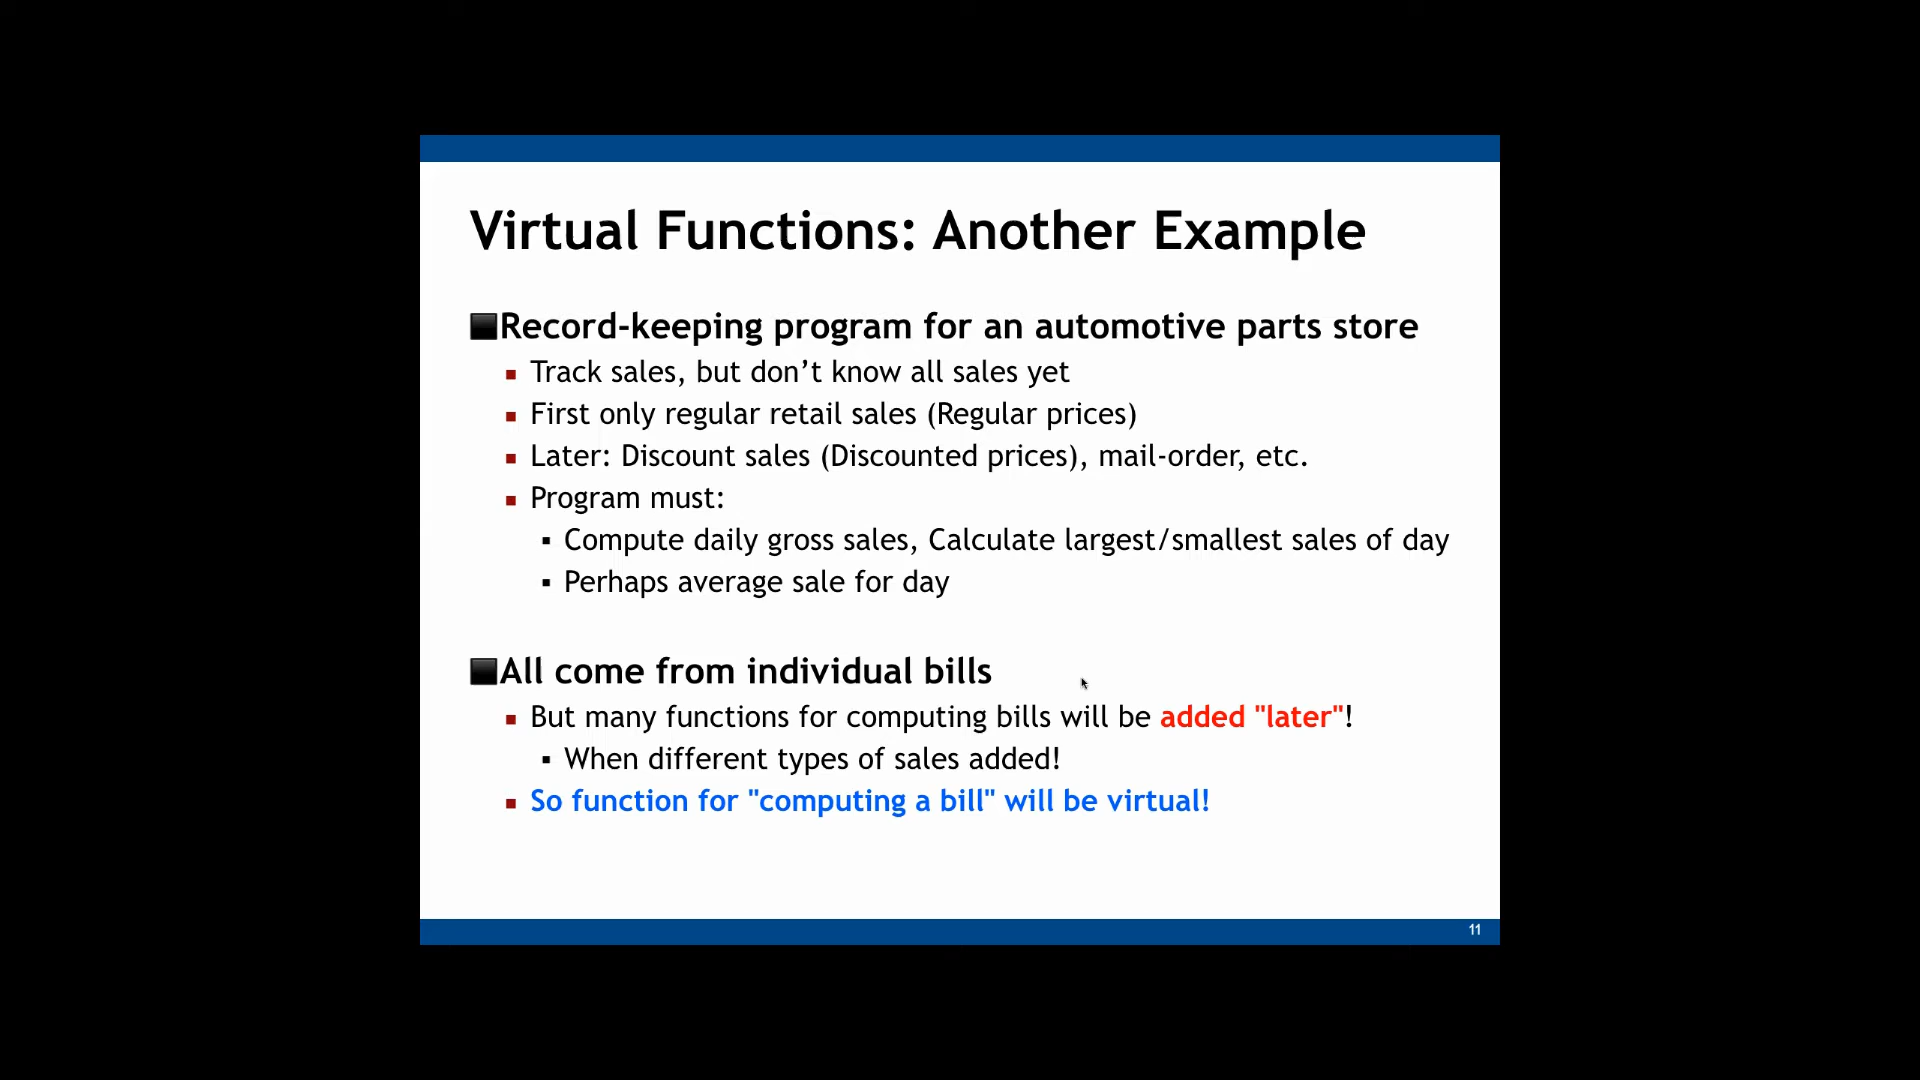 Virtual Functions: Another Example
Record-keeping program for an automotive parts store
Track sales, but don’t know all sales yet
First only regular retail sales (Regular prices)
Later: Discount sales (Discounted prices), mail-order, etc.
Program must:
Compute daily gross sales, Calculate largest/smallest sales of day
Perhaps average sale for day
All come from individual bills
But many functions for computing bills will be added "later"!
When different types of sales added!
So function for "computing a bill" will be virtual!
11